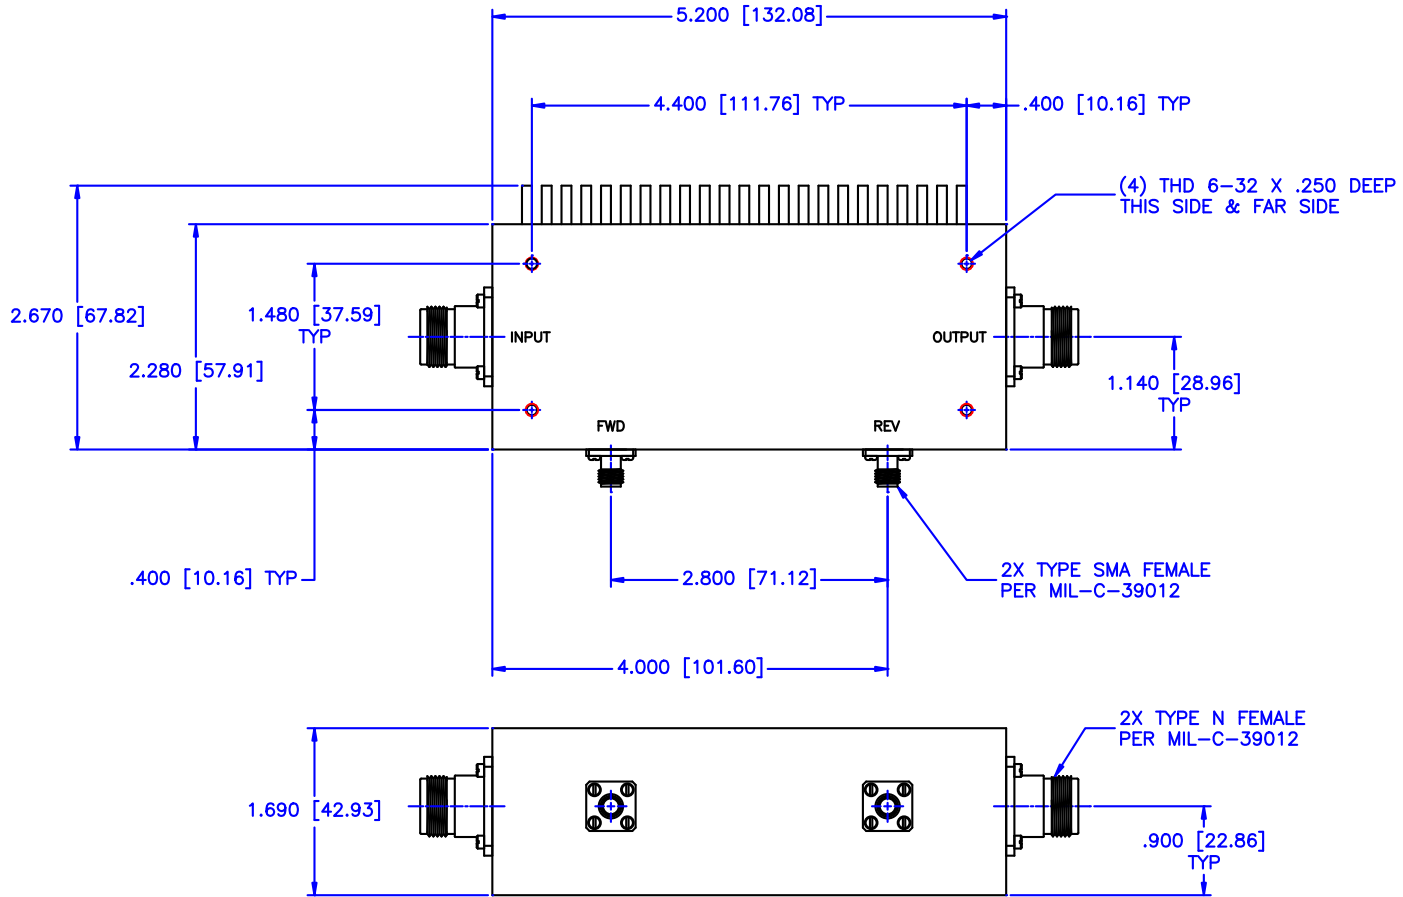 5.200 [132.08]
4.400 [111.76] TYP
.400 [10.16] TYP
(4) THD 6-32 X .250 DEEP
THIS SIDE & FAR SIDE
2.670 [67.82]
1.480 [37.59]
TYP
2.280 [57.91]
INPUT
OUTPUT
1.140 [28.96]
TYP
FWD
REV
.400 [10.16] TYP
2.800 [71.12]
2X TYPE SMA FEMALE
PER MIL-C-39012
4.000 [101.60]
2X TYPE N FEMALE
PER MIL-C-39012
1.690 [42.93]
.900 [22.86]
TYP